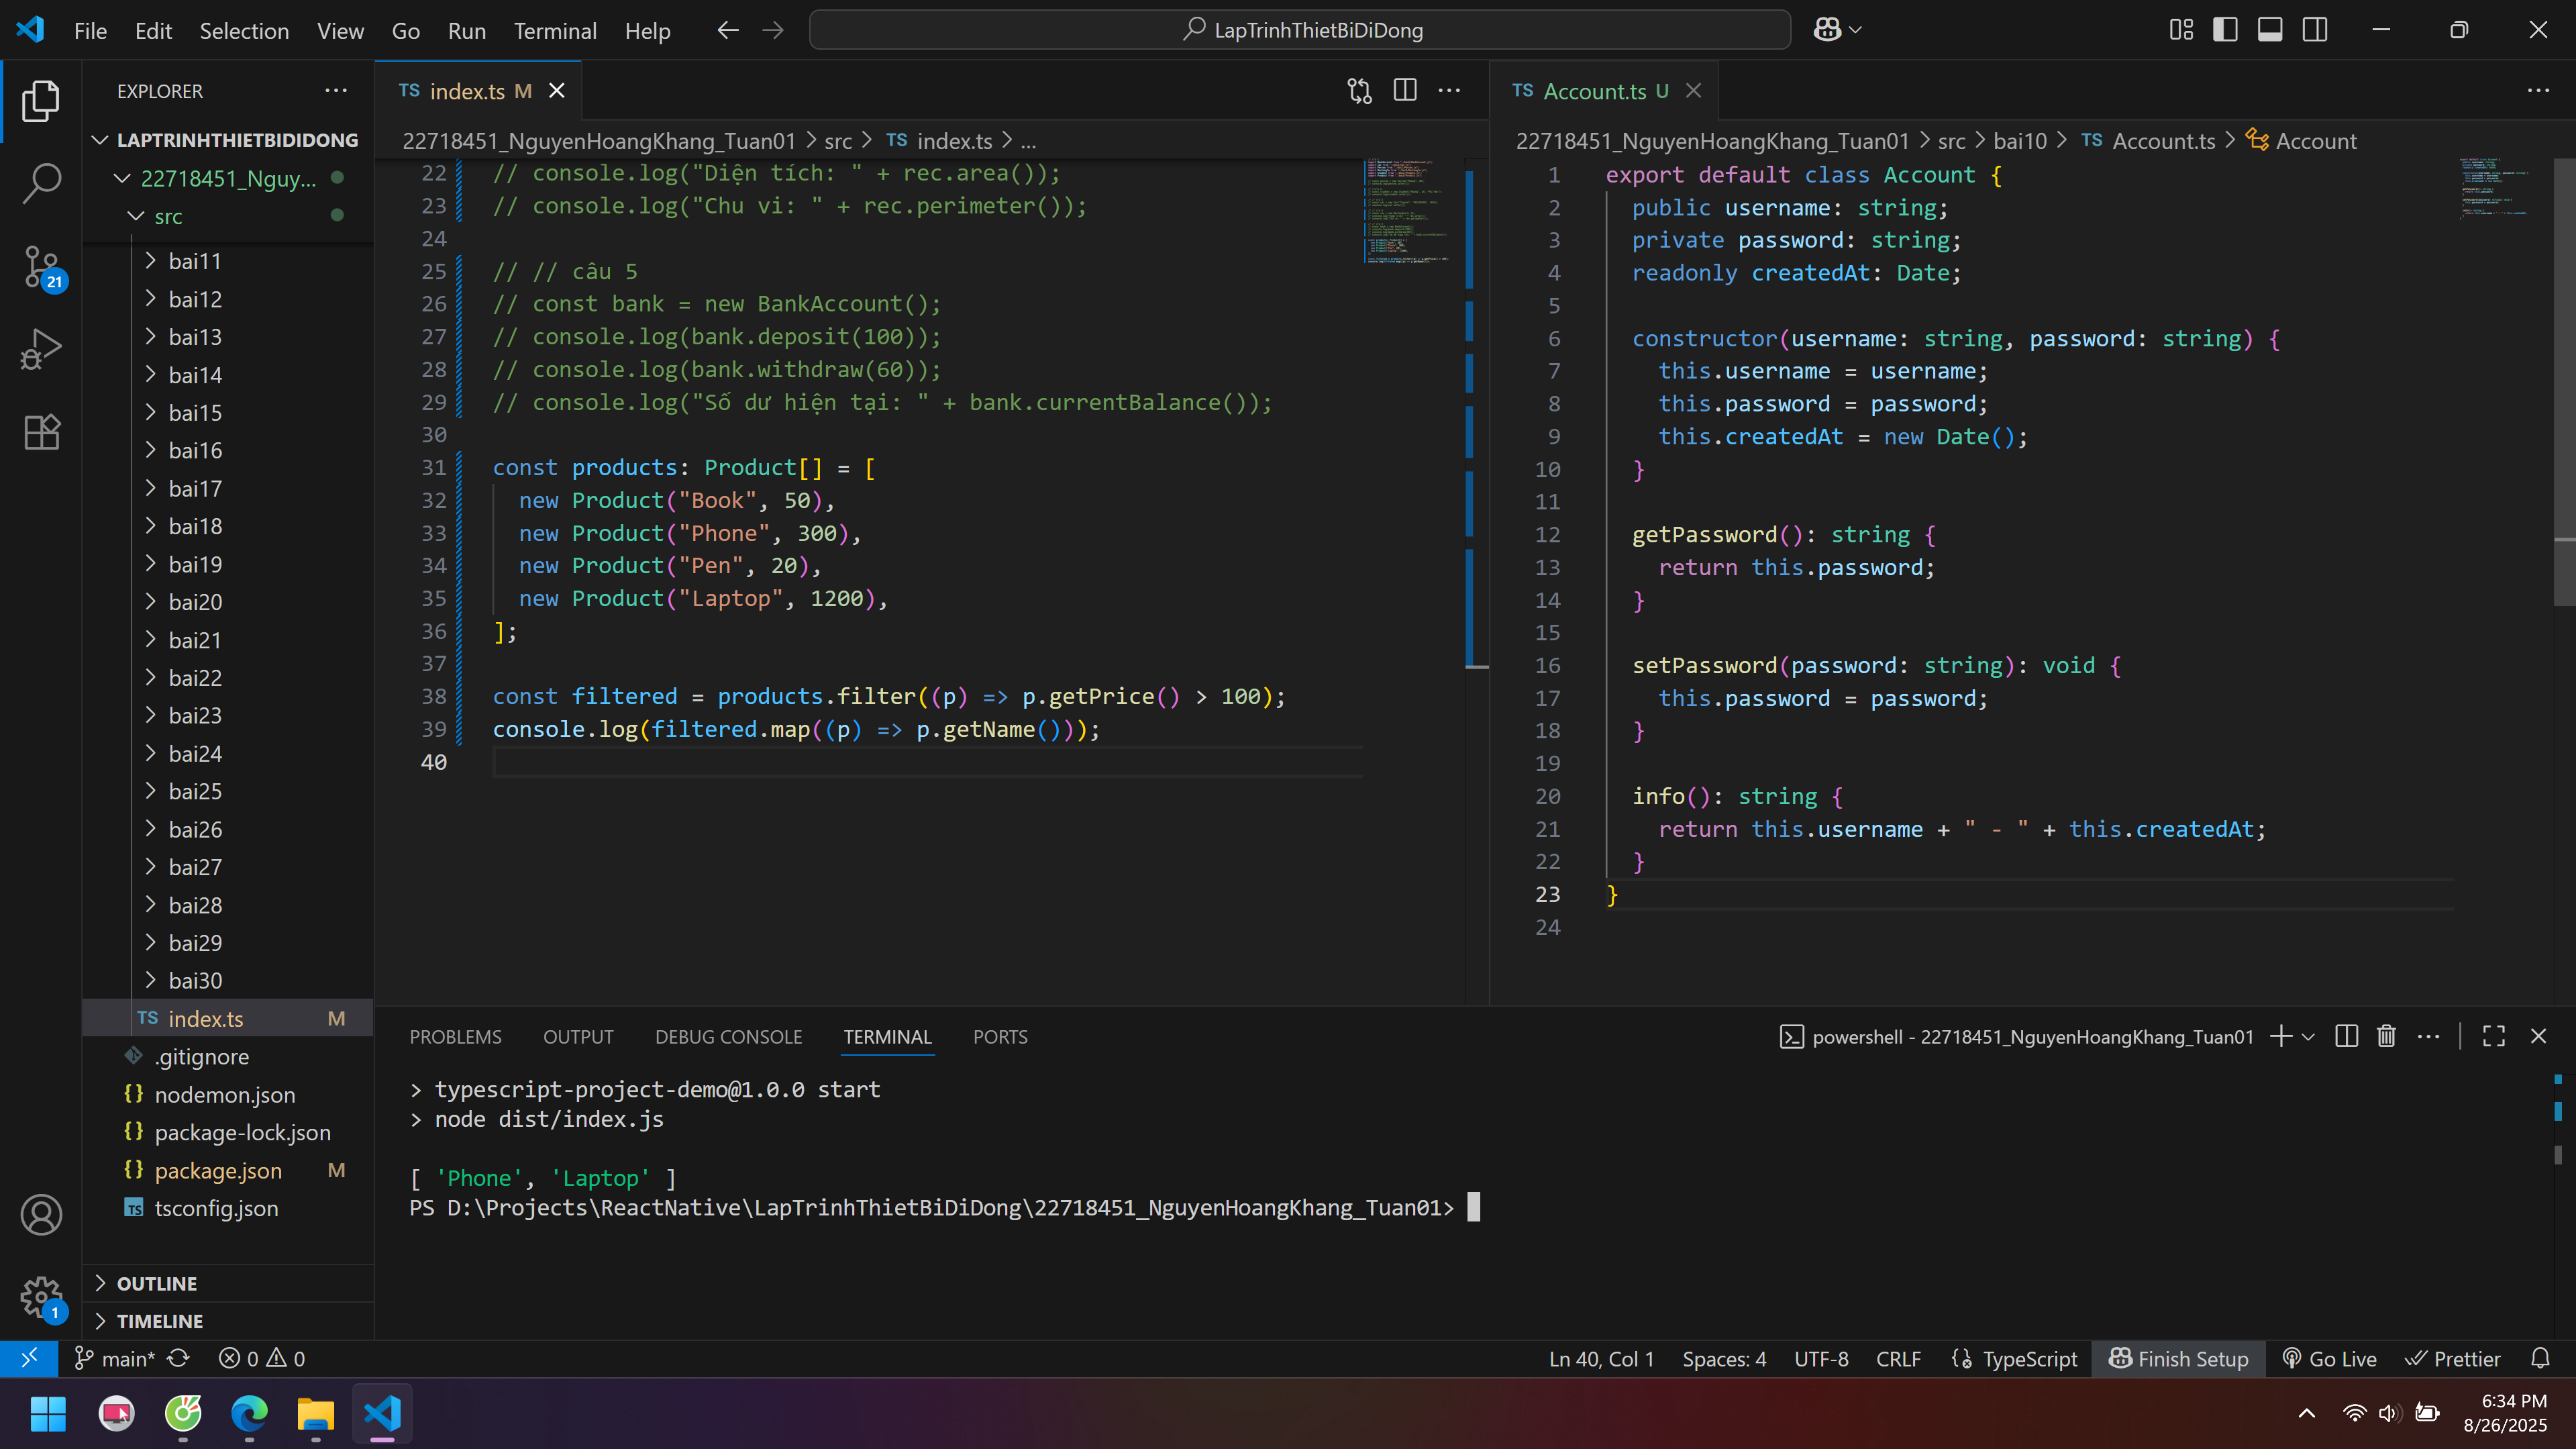 File Edit Selection View Go Run Terminal Help
LapTrinhThietBiDiDong
EXPLORER
LAPTRINHTHIETBIDIDONG
22718451_Nguy...
src
bai11
bai12
bai13
bai14
bai15
bai16
bai17
bai18
bai19
bai20
bai21
bai22
bai23
bai24
bai25
bai26
bai27
bai28
bai29
bai30
TS index.ts M
.gitignore
{} nodemon.json
{} package-lock.json
{} package.json M
TS tsconfig.json
OUTLINE
TIMELINE
21
1
TS index.ts M
22718451_NguyenHoangKhang_Tuan01 > src > TS index.ts > ...
22 // console.log("Diện tích: " + rec.area());
23 // console.log("Chu vi: " + rec.perimeter());
24
25 // // câu 5
26 // const bank = new BankAccount();
27 // console.log(bank.deposit(100));
28 // console.log(bank.withdraw(60));
29 // console.log("Số dư hiện tại: " + bank.currentBalance());
30
31 const products: Product[] = [
32 new Product("Book", 50),
33 new Product("Phone", 300),
34 new Product("Pen", 20),
35 new Product("Laptop", 1200),
36 ];
37
38 const filtered = products.filter((p) => p.getPrice() > 100);
39 console.log(filtered.map((p) => p.getName()));
40
TS Account.ts U
22718451_NguyenHoangKhang_Tuan01 > src > bai10 > TS Account.ts > Account
1 export default class Account {
2 public username: string;
3 private password: string;
4 readonly createdAt: Date;
5
6 constructor(username: string, password: string) {
7 this.username = username;
8 this.password = password;
9 this.createdAt = new Date();
10 }
11
12 getPassword(): string {
13 return this.password;
14 }
15
16 setPassword(password: string): void {
17 this.password = password;
18 }
19
20 info(): string {
21 return this.username + " - " + this.createdAt;
22 }
23 }
24
PROBLEMS OUTPUT DEBUG CONSOLE TERMINAL PORTS
powershell - 22718451_NguyenHoangKhang_Tuan01
> typescript-project-demo@1.0.0 start
> node dist/index.js
[ 'Phone', 'Laptop' ]
PS D:\Projects\ReactNative\LapTrinhThietBiDiDong\22718451_NguyenHoangKhang_Tuan01>
main* 0 0
Ln 40, Col 1 Spaces: 4 UTF-8 CRLF TypeScript Finish Setup Go Live Prettier
6:34 PM
8/26/2025